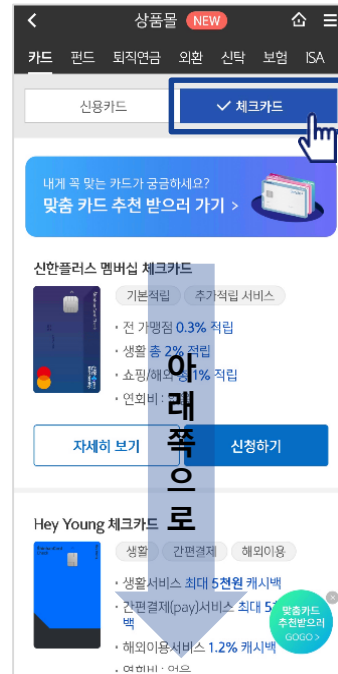 상품몰 NEW
카드 펀드 퇴직연금 외환 신탁 보험 ISA
신용카드 체크카드
내게 꼭 맞는 카드가 궁금하세요?
맞춤 카드 추천 받으러 가기 >
신한플러스 멤버십 체크카드
기본적립 추가적립 서비스
· 전 가맹점 0.3% 적립
· 생활 총 2% 적립
· 쇼핑/해외 총 1% 적립
· 연회비 :
자세히 보기 신청하기
아
래
쪽
으
로
Hey Young 체크카드
생활 간편결제 해외이용
· 생활서비스 최대 5천원 캐시백
· 간편결제(pay)서비스 최대 5
백
· 해외이용서비스 1.2% 캐시백
· 연회비 : 없음
맞춤카드
추천받으러
GOGO >